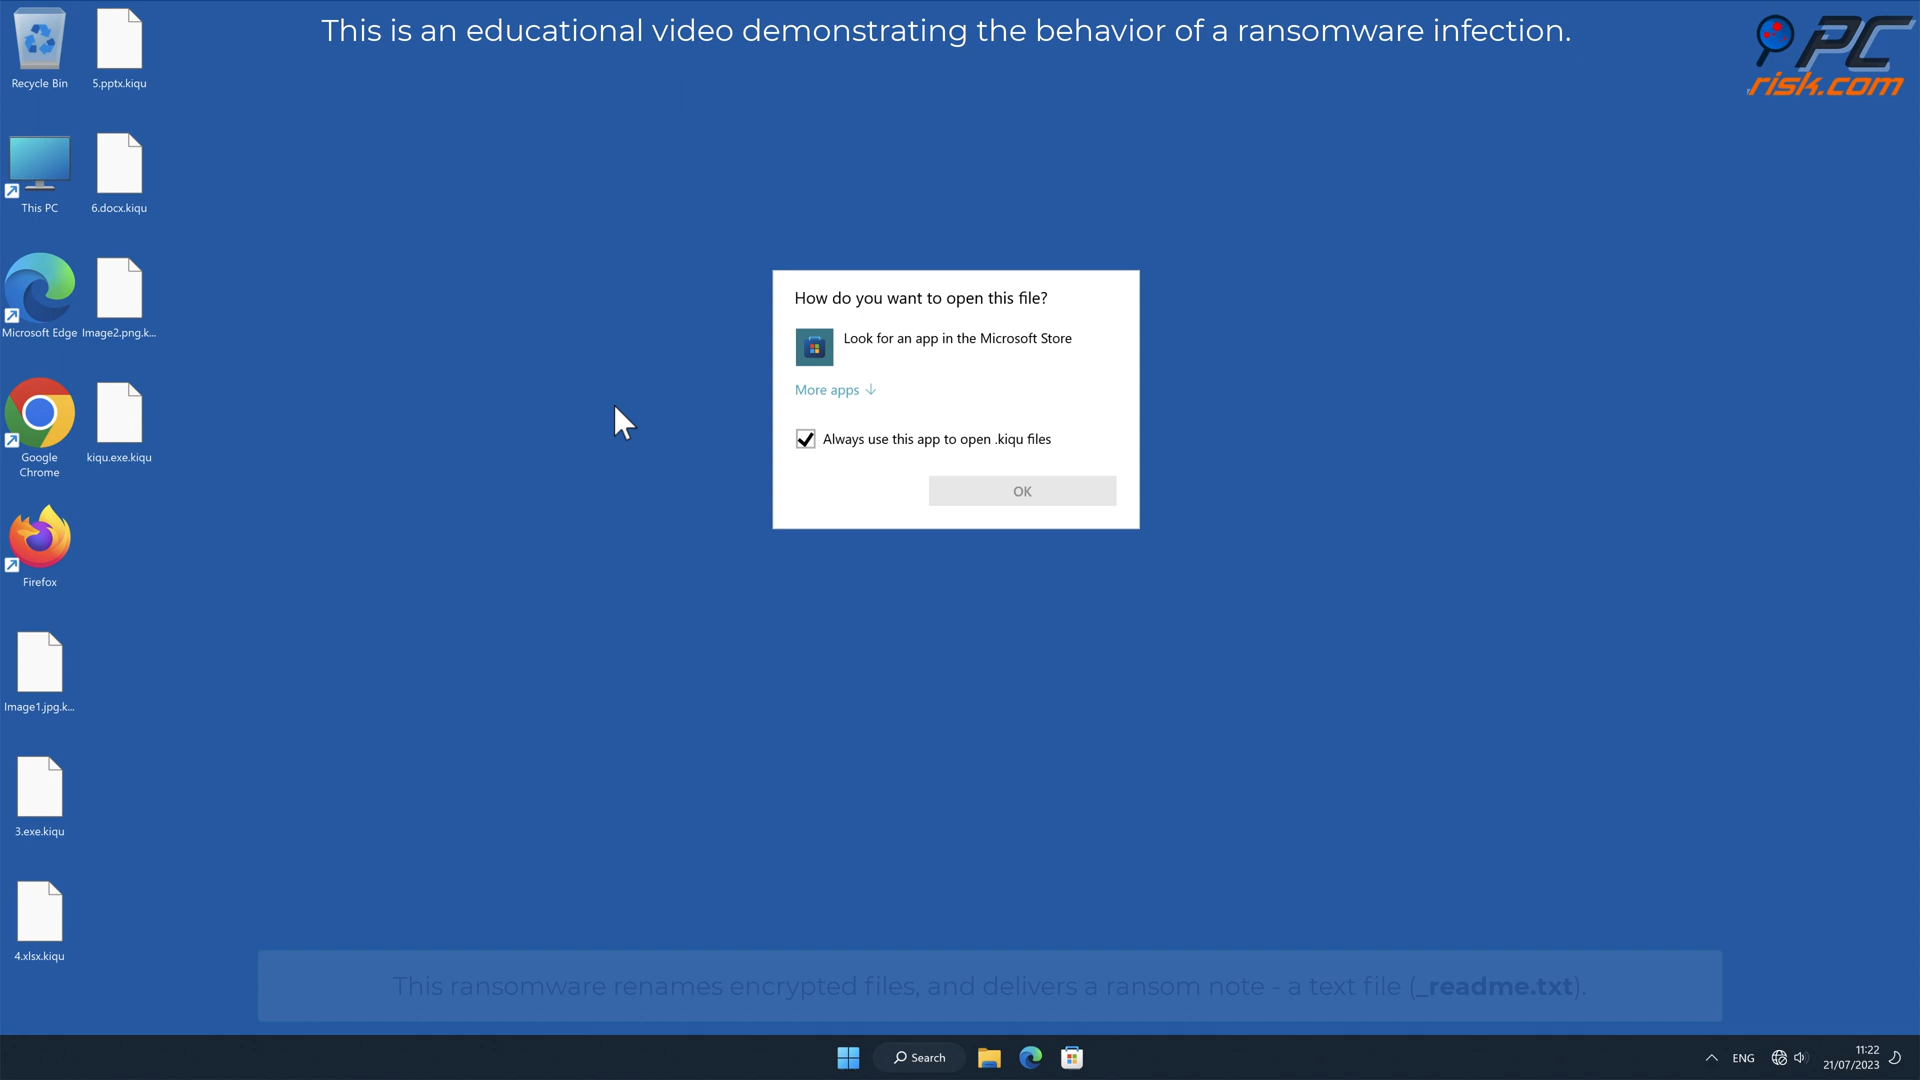 This is an educational video demonstrating the behavior of a ransomware infection.
PC
risk.com
Recycle Bin
5.pptx.kiqu
This PC
6.docx.kiqu
Microsoft Edge
Image2.png.k...
Google
Chrome
kiqu.exe.kiqu
Firefox
Image1.jpg.k...
3.exe.kiqu
4.xlsx.kiqu
How do you want to open this file?
Look for an app in the Microsoft Store
More apps ↓
Always use this app to open .kiqu files
OK
This ransomware renames encrypted files, and delivers a ransom note - a text file (_readme.txt).
Search
ENG
11:22
21/07/2023